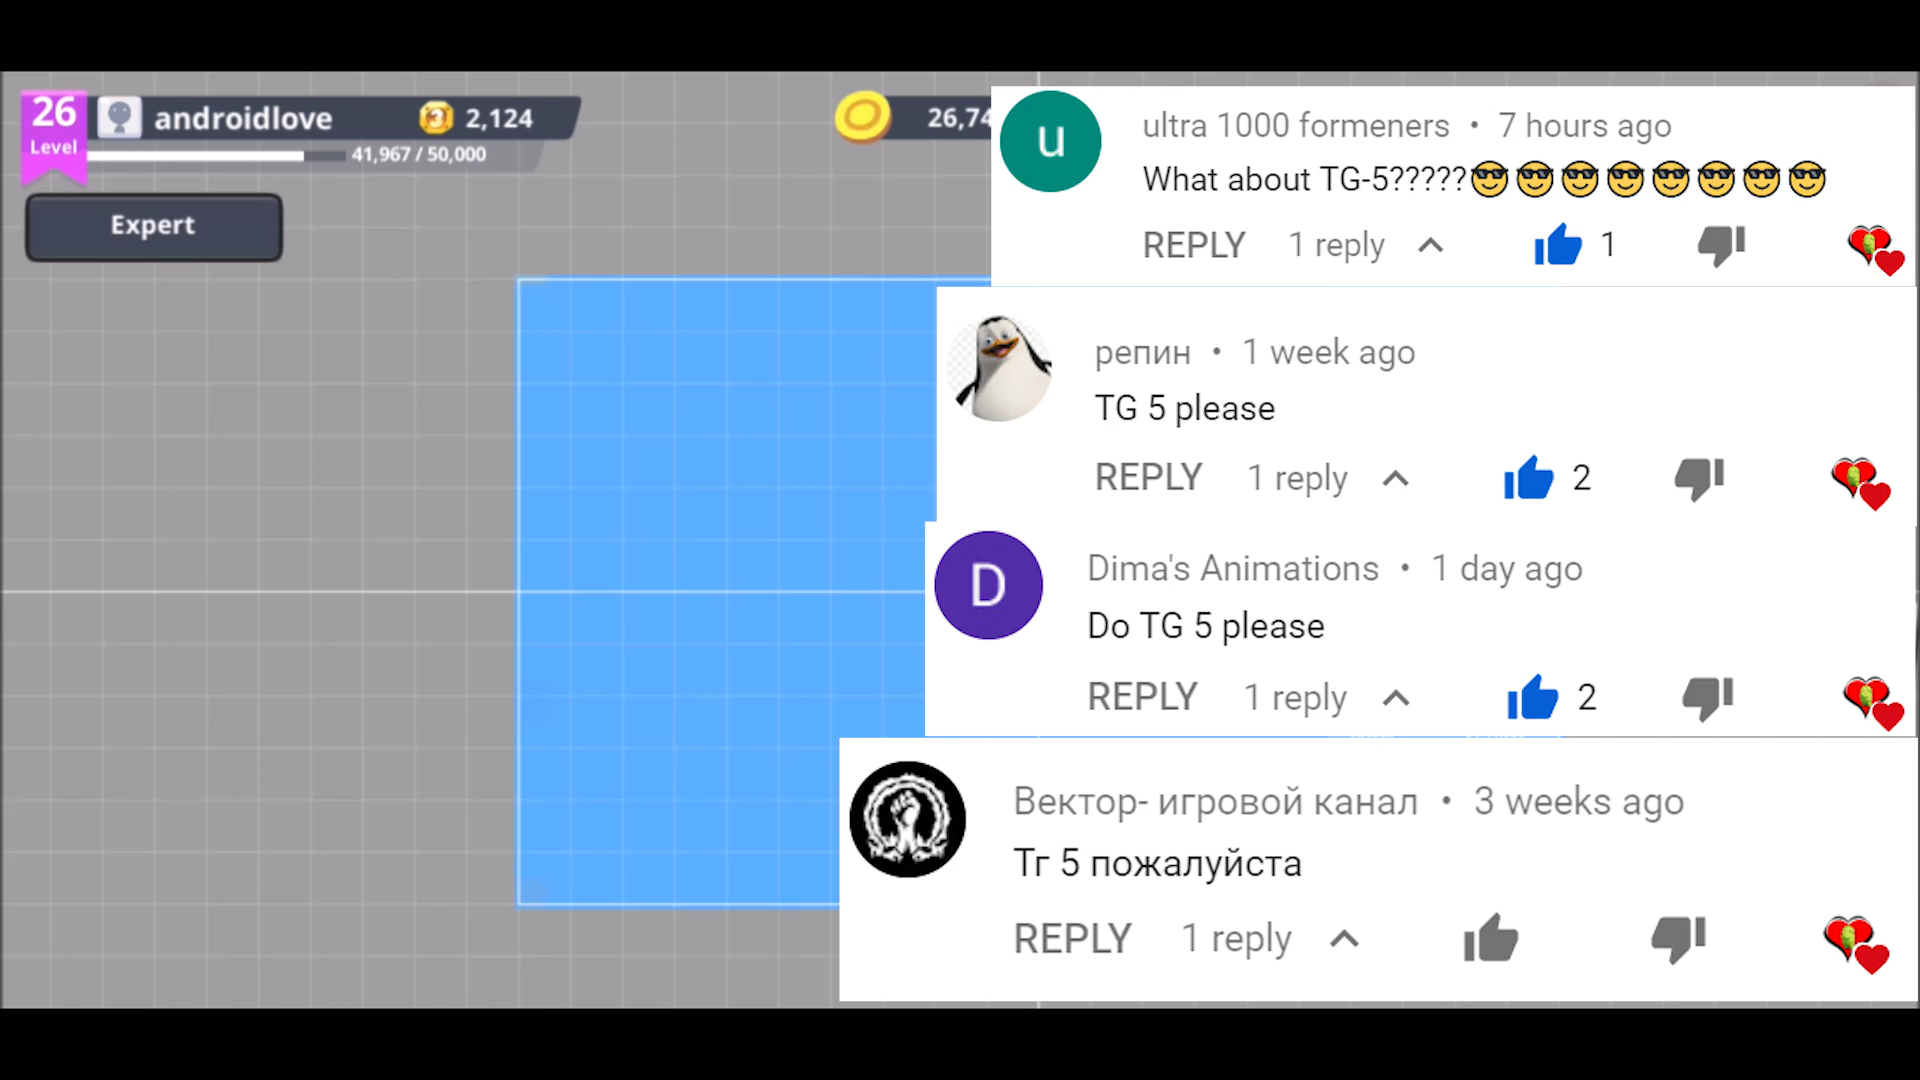 26
Level
androidlove
2,124
41,967 / 50,000
Expert
26,74
u
ultra 1000 formeners • 7 hours ago
What about TG-5?????😎😎😎😎😎😎😎😎
REPLY 1 reply 1
репин • 1 week ago
TG 5 please
REPLY 1 reply 2
D
Dima's Animations • 1 day ago
Do TG 5 please
REPLY 1 reply 2
Вектор- игровой канал • 3 weeks ago
Тг 5 пожалуйста
REPLY 1 reply